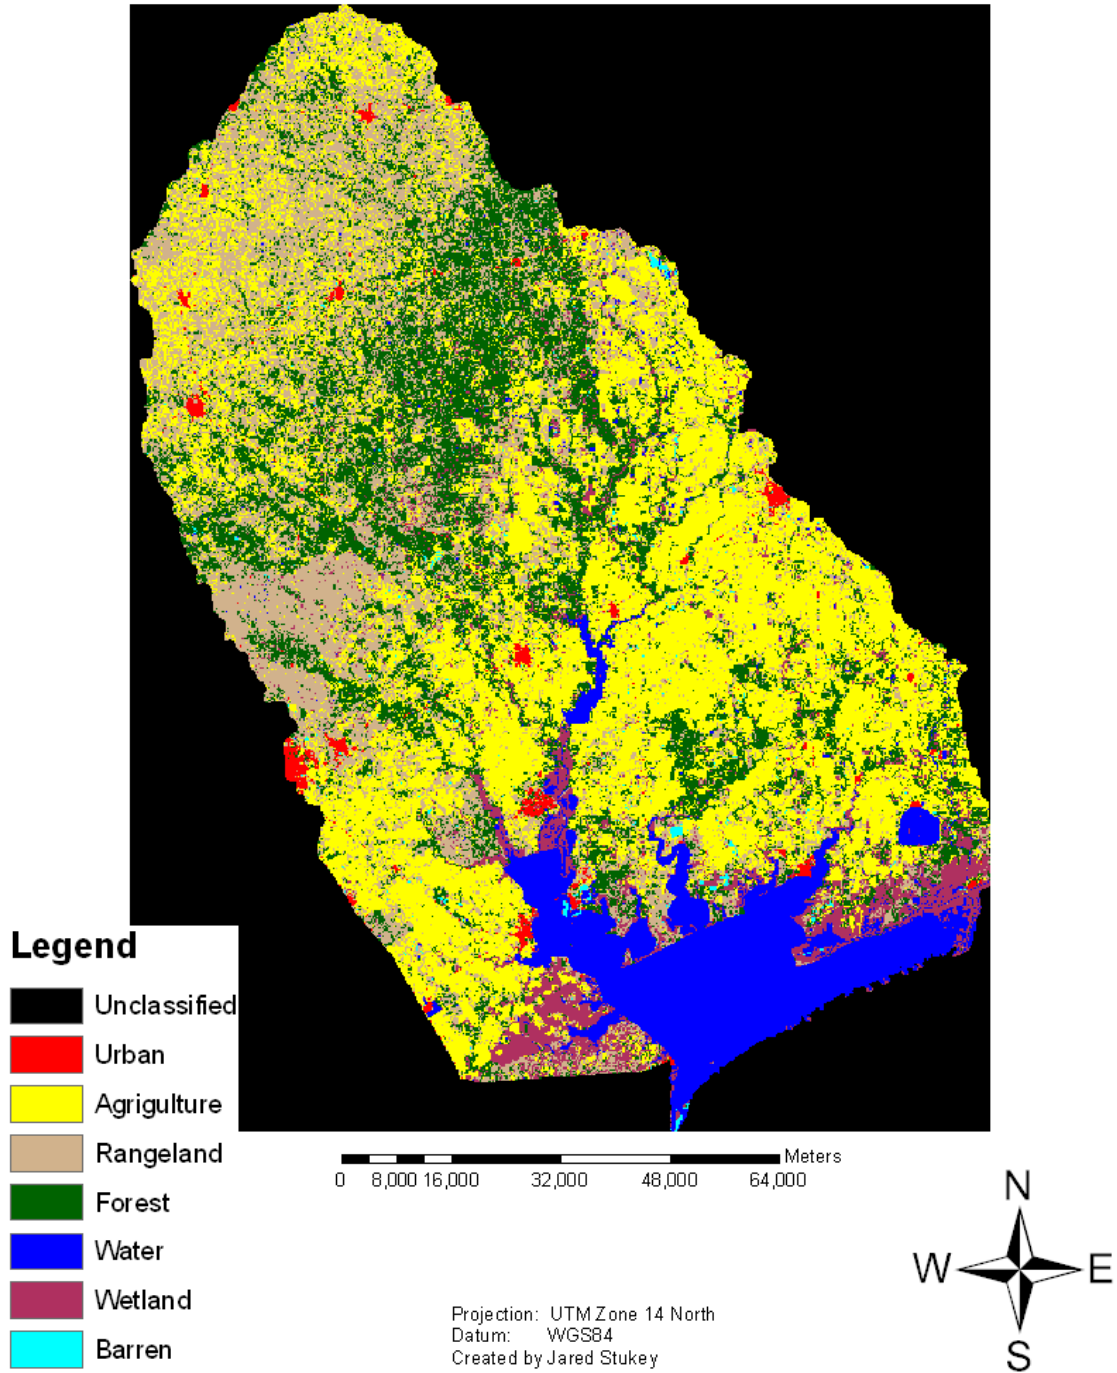 Legend
Unclassified
Urban
Agrigulture
Rangeland
Forest
Water
Wetland
Barren
Meters
0 8,000 16,000 32,000 48,000 64,000
N
W E
S
Projection: UTM Zone 14 North
Datum: WGS84
Created by Jared Stukey